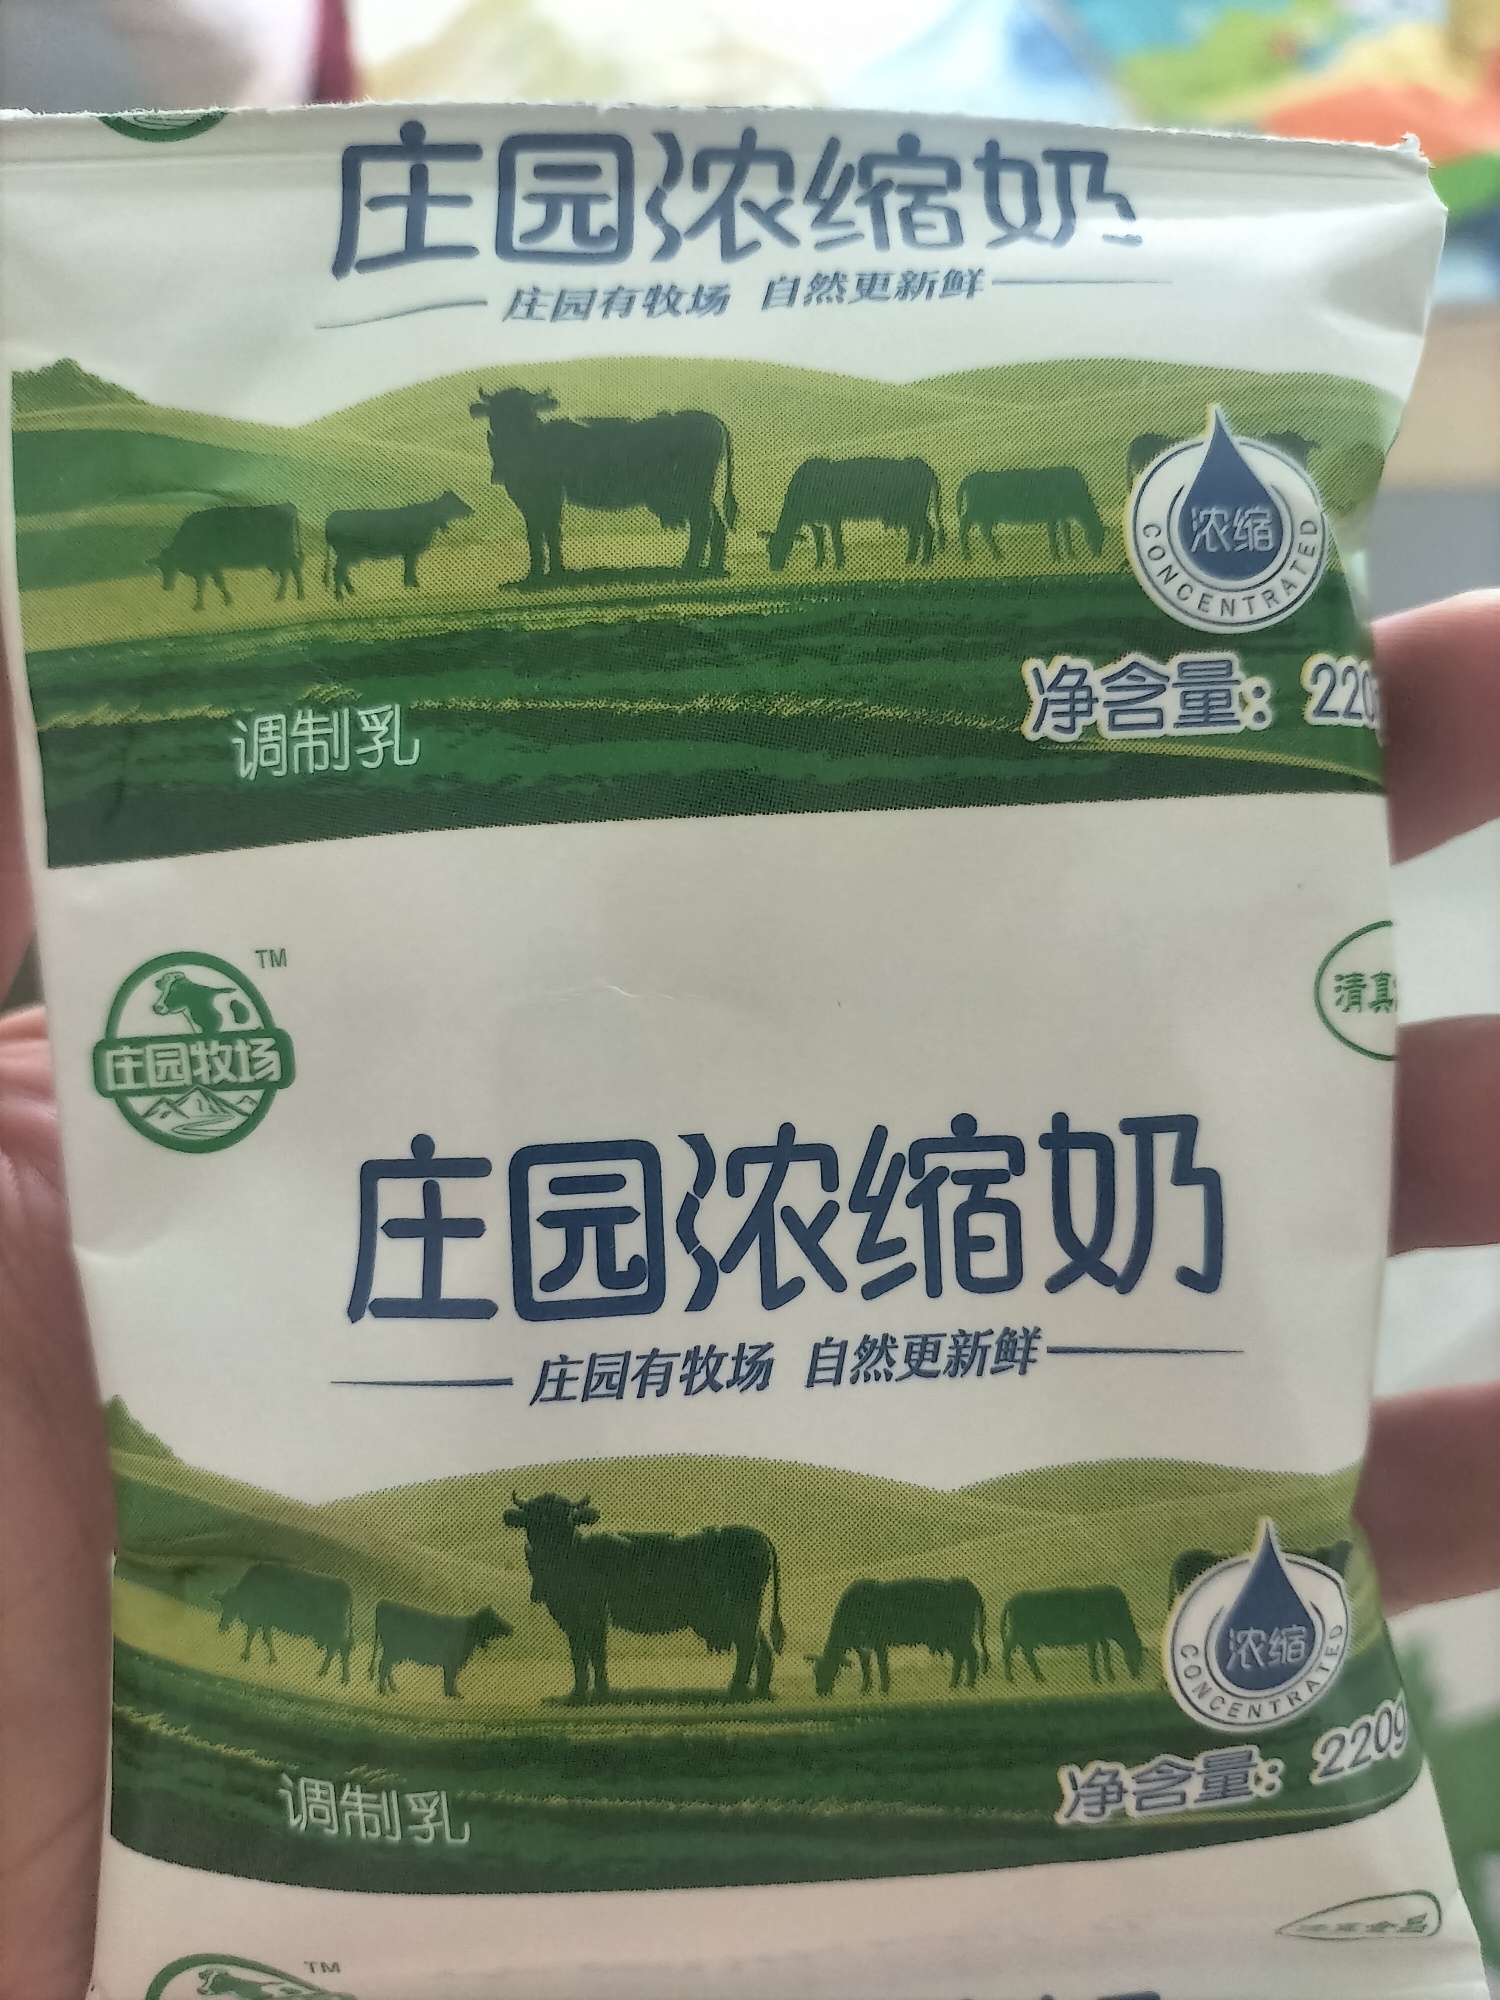 庄园浓缩奶
庄园有牧场 自然更新鲜
浓缩
CONCENTRATED
净含量: 220
调制乳
TM
庄园牧场
清真
庄园浓缩奶
庄园有牧场 自然更新鲜
浓缩
CONCENTRATED
净含量: 220g
调制乳
TM